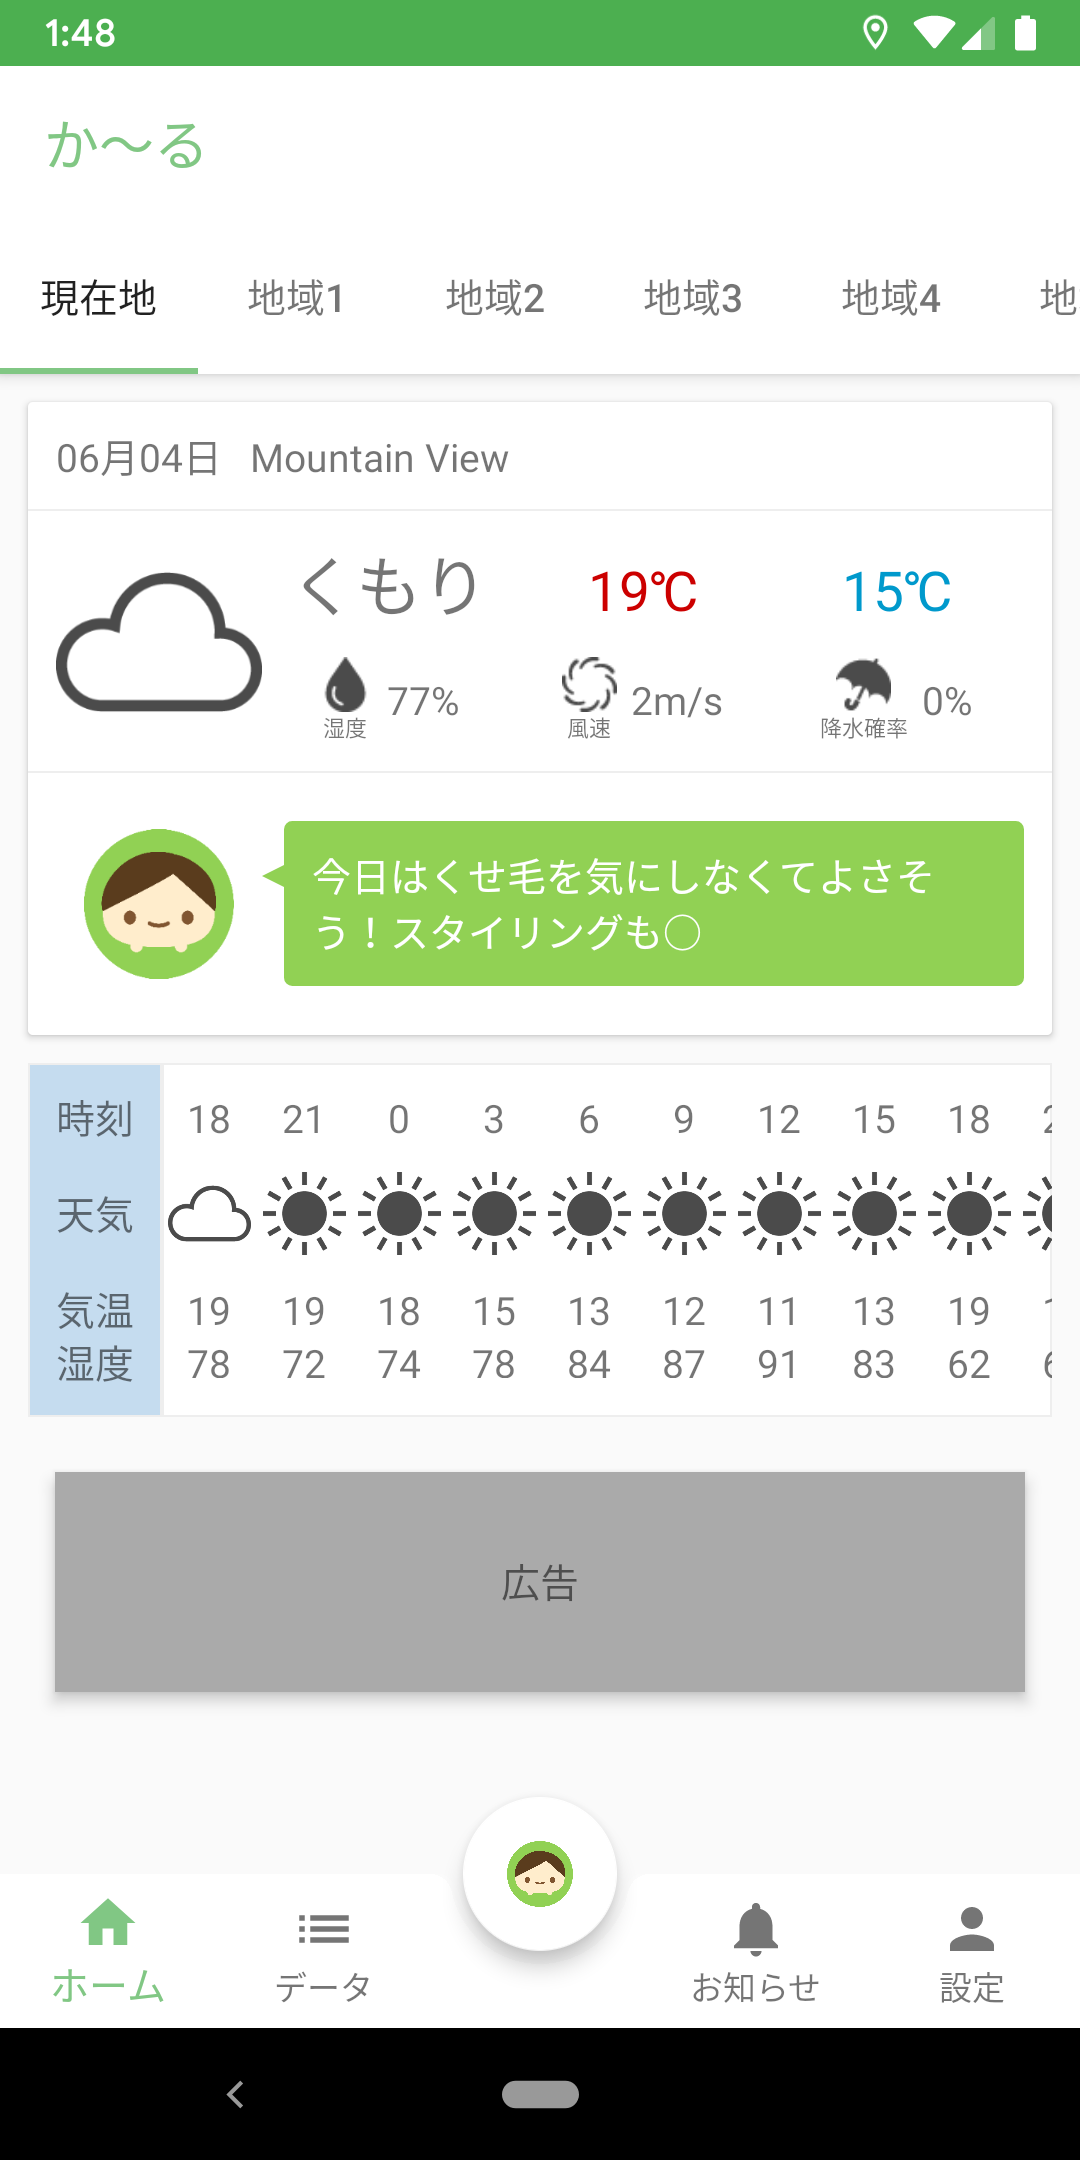 1:48
か〜る
現在地 地域1 地域2 地域3 地域4 地
06月04日 Mountain View
くもり 19℃ 15℃
77% 2m/s 0%
湿度 風速 降水確率
今日はくせ毛を気にしなくてよさそ
う！スタイリングも◯
時刻 18 21 0 3 6 9 12 15 18
天気
気温 19 19 18 15 13 12 11 13 19
湿度 78 72 74 78 84 87 91 83 62
広告
ホーム データ お知らせ 設定